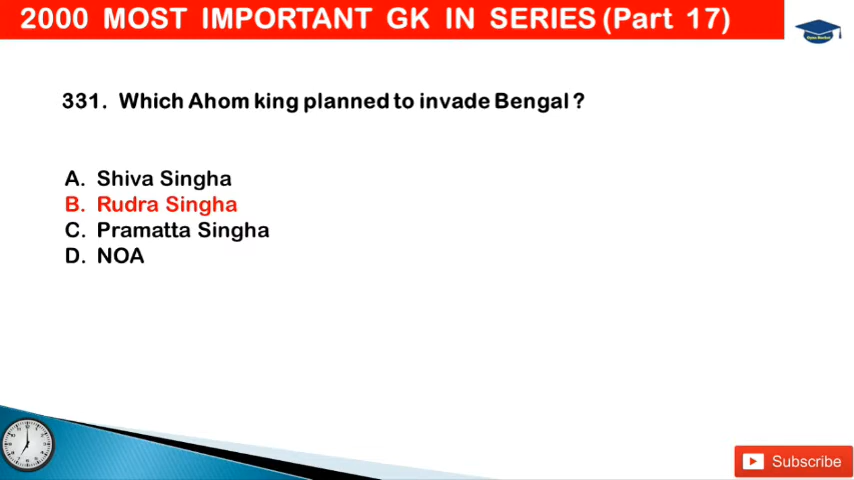 2000 MOST IMPORTANT GK IN SERIES (Part 17)
331. Which Ahom king planned to invade Bengal ?
A. Shiva Singha
B. Rudra Singha
C. Pramatta Singha
D. NOA
Subscribe